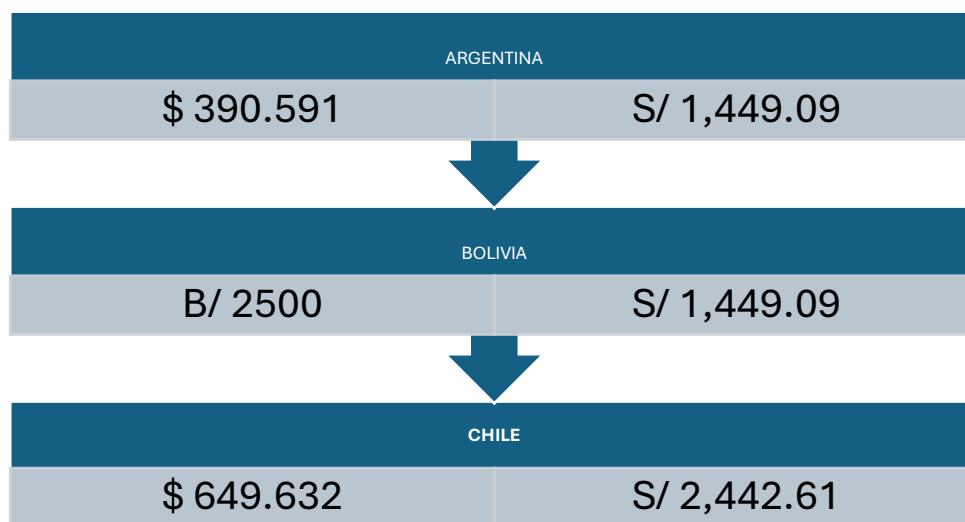 ARGENTINA
$ 390.591 S/ 1,449.09
BOLIVIA
B/ 2500 S/ 1,449.09
CHILE
$ 649.632 S/ 2,442.61